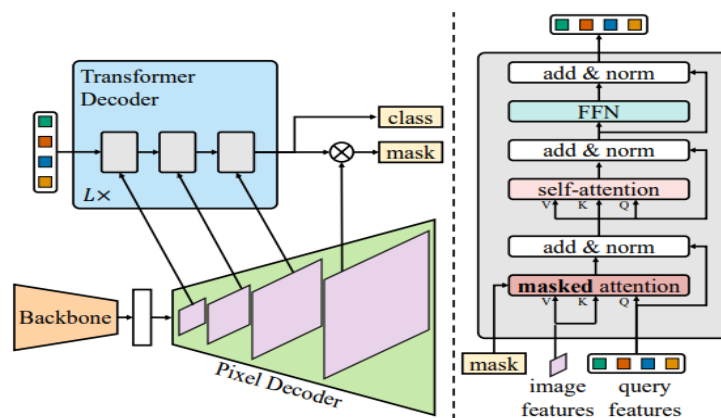 Transformer
Decoder
L×
class
mask
Backbone
Pixel Decoder
add & norm
FFN
add & norm
self-attention
V K Q
add & norm
masked attention
V K Q
mask
image
features
query
features